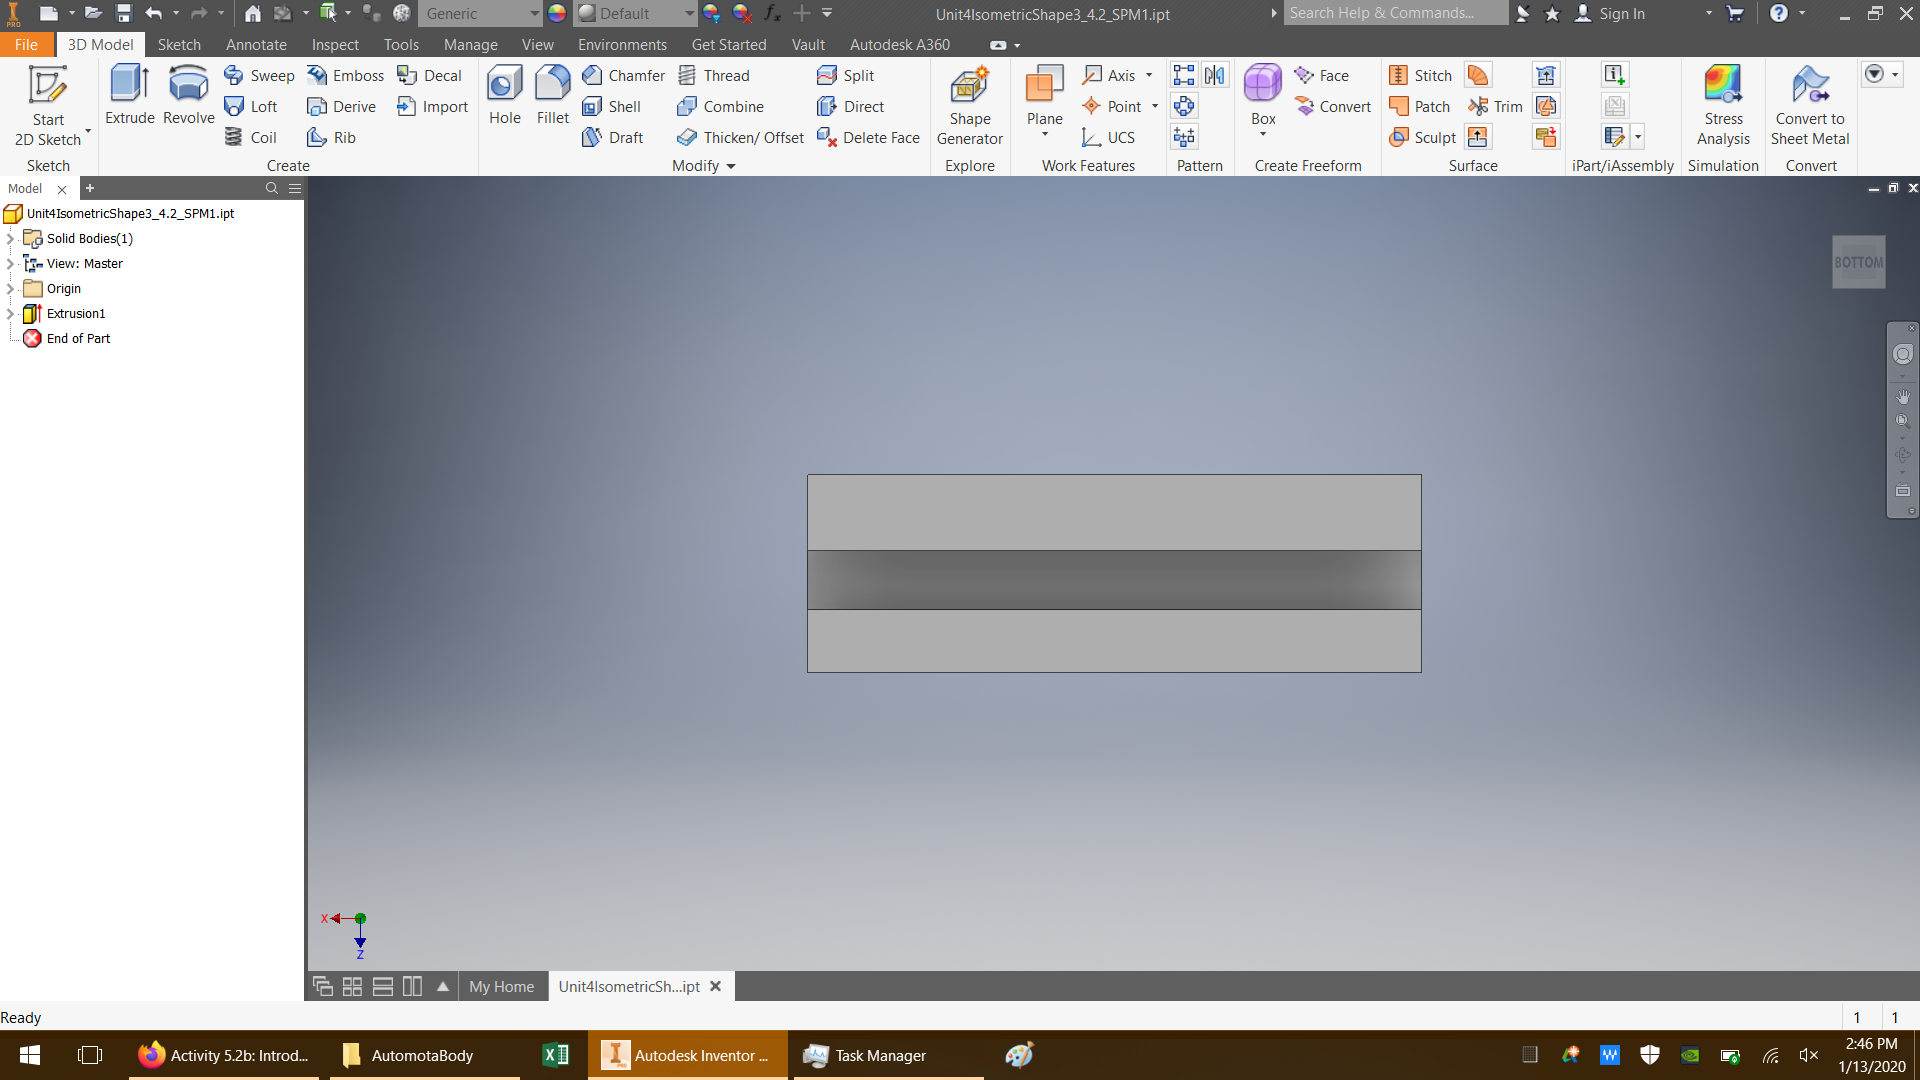 Generic
Default
Unit4IsometricShape3_4.2_SPM1.ipt
Search Help & Commands...
Sign In
PRO
File
3D Model
Sketch
Annotate
Inspect
Tools
Manage
View
Environments
Get Started
Vault
Autodesk A360
Start
2D Sketch
Sketch
Extrude
Revolve
Sweep
Loft
Coil
Emboss
Derive
Rib
Decal
Import
Create
Hole
Fillet
Chamfer
Shell
Draft
Thread
Combine
Thicken/ Offset
Split
Direct
Delete Face
Modify
Shape
Generator
Explore
Plane
Axis
Point
UCS
Work Features
Pattern
Box
Face
Convert
Create Freeform
Stitch
Patch
Sculpt
Trim
Surface
iPart/iAssembly
Stress
Analysis
Simulation
Convert to
Sheet Metal
Convert
Model
Unit4IsometricShape3_4.2_SPM1.ipt
Solid Bodies(1)
View: Master
Origin
Extrusion1
End of Part
BOTTOM
X
Z
My Home
Unit4IsometricSh...ipt
Ready
1
1
Activity 5.2b: Introd...
AutomotaBody
Autodesk Inventor ...
Task Manager
2:46 PM
1/13/2020